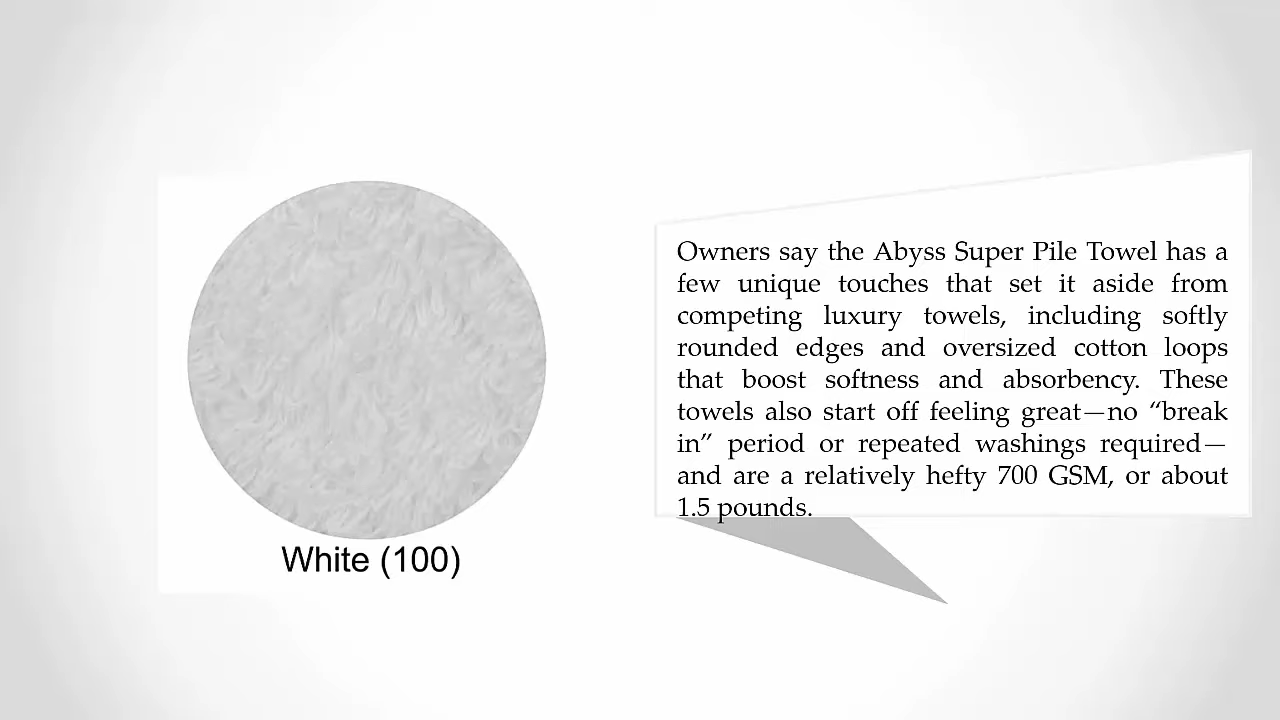 Owners say the Abyss Super Pile Towel has a
few unique touches that set it aside from
competing luxury towels, including softly
rounded edges and oversized cotton loops
that boost softness and absorbency. These
towels also start off feeling great—no “break
in” period or repeated washings required—
and are a relatively hefty 700 GSM, or about
1.5 pounds.
White (100)